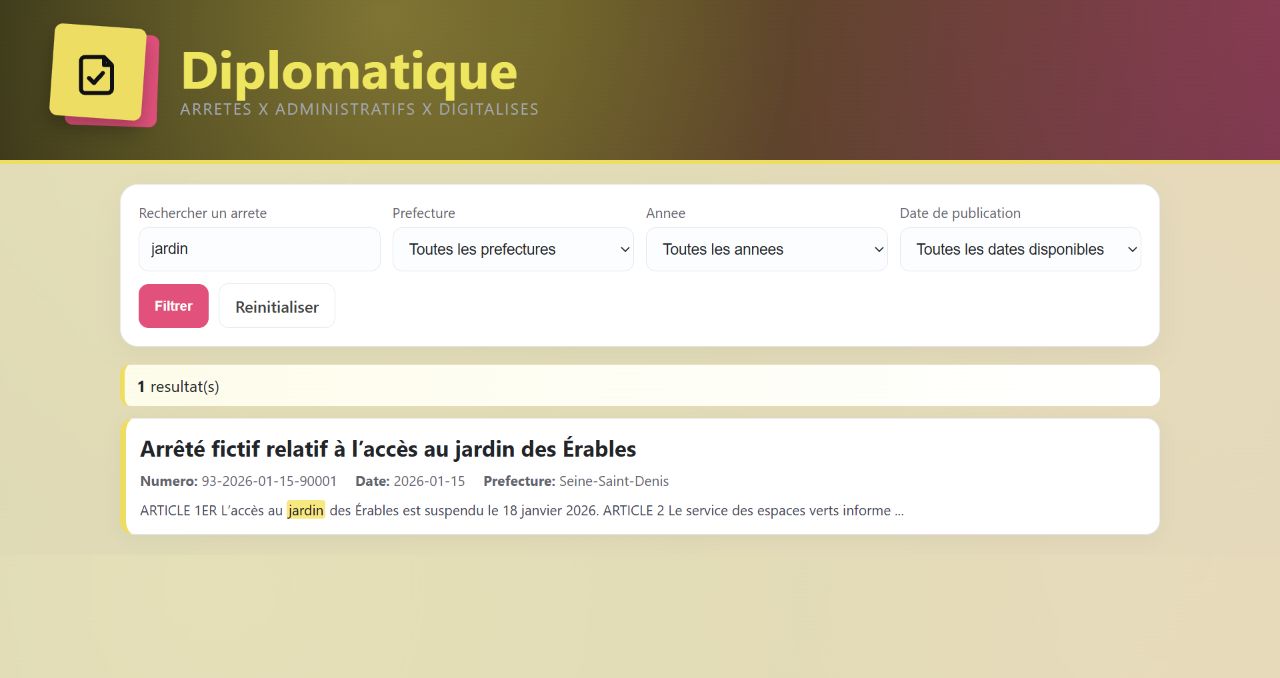 Diplomatique
ARRETES X ADMINISTRATIFS X DIGITALISES
Rechercher un arrete
Prefecture
Annee
Date de publication
jardin
Toutes les prefectures
Toutes les annees
Toutes les dates disponibles
Filtrer
Reinitialiser
1 resultat(s)
Arrêté fictif relatif à l’accès au jardin des Érables
Numero: 93-2026-01-15-90001 Date: 2026-01-15 Prefecture: Seine-Saint-Denis
ARTICLE 1ER L’accès au jardin des Érables est suspendu le 18 janvier 2026. ARTICLE 2 Le service des espaces verts informe ...